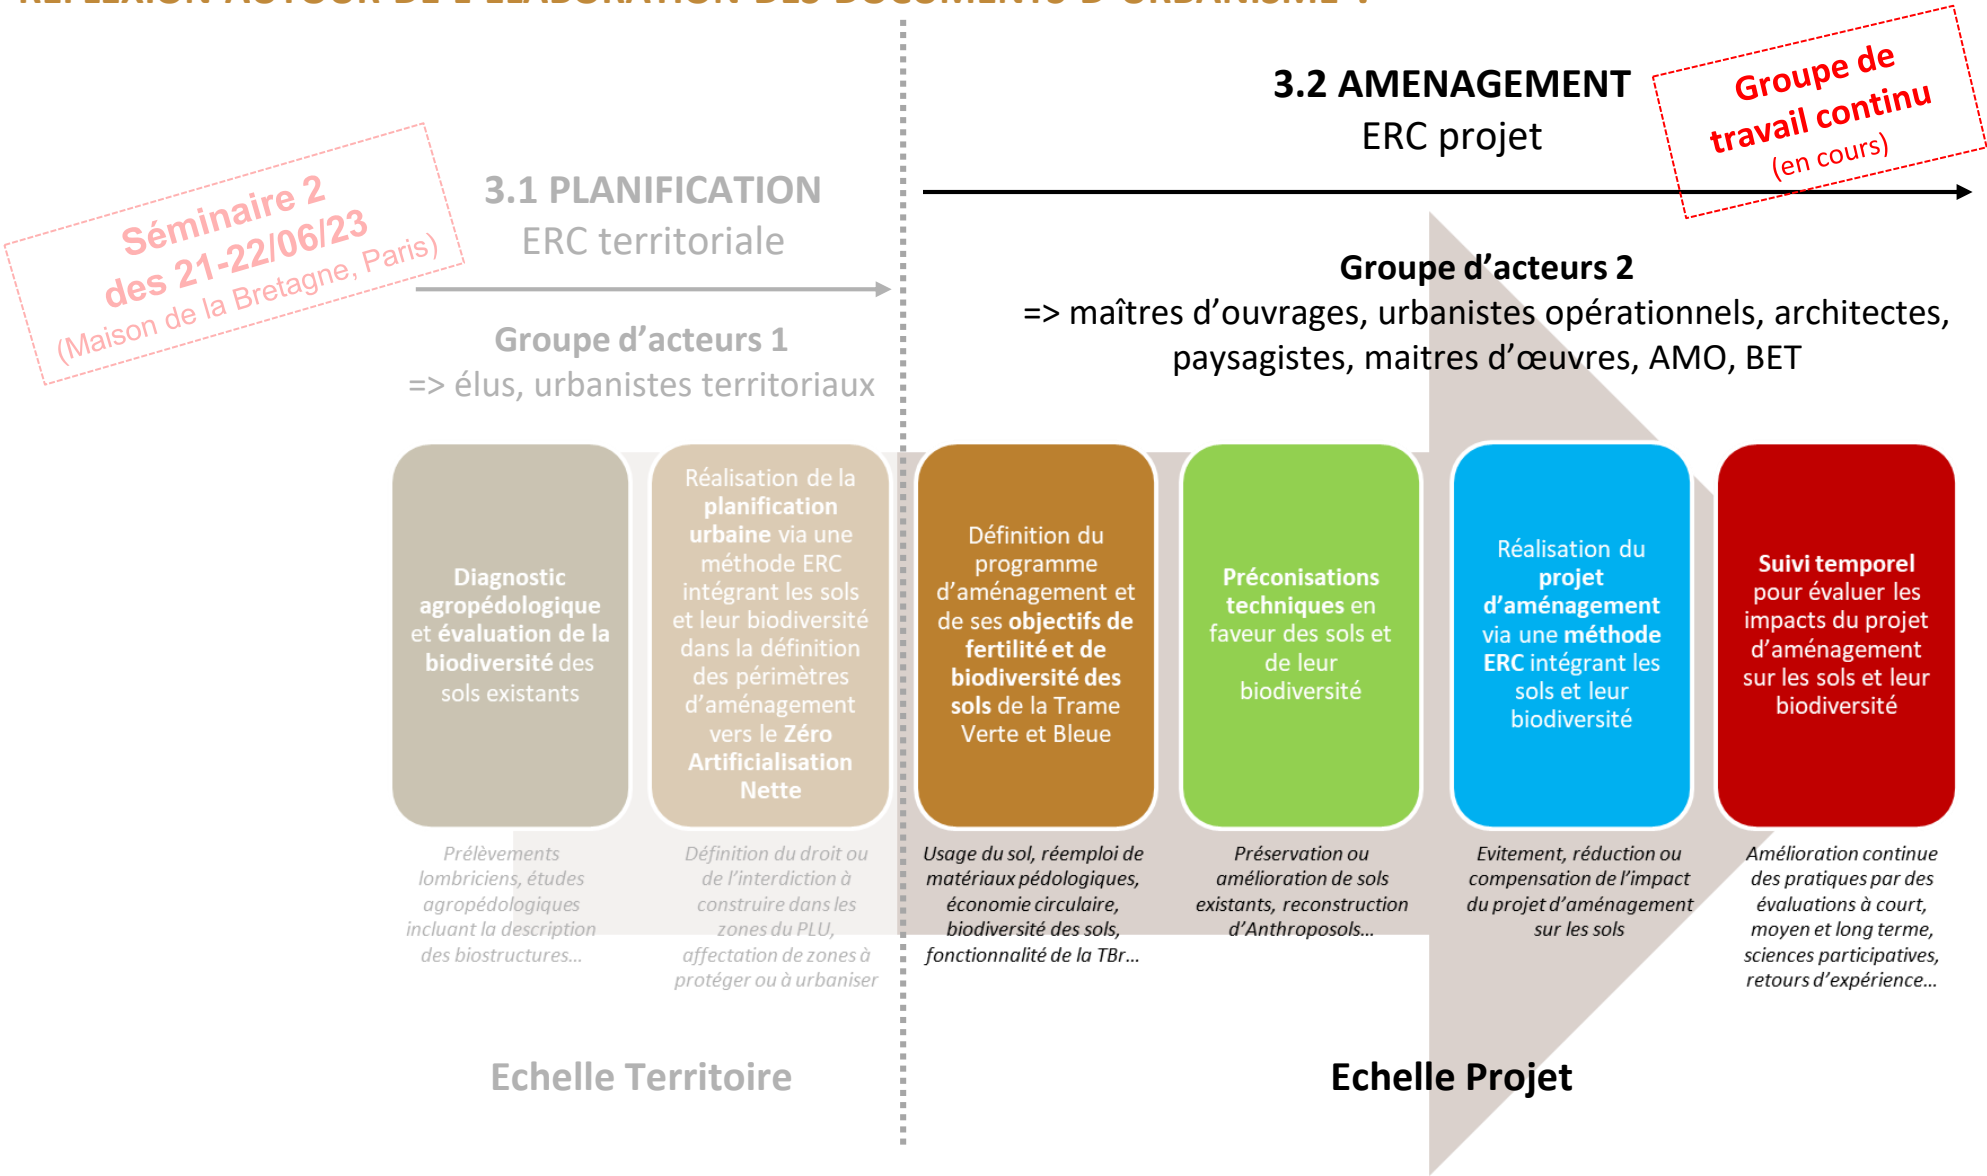 3.2 AMENAGEMENT
ERC projet
Groupe de
travail continu
(en cours)
Séminaire 2
des 21-22/06/23
(Maison de la Bretagne, Paris)
3.1 PLANIFICATION
ERC territoriale
Groupe d’acteurs 1
=> élus, urbanistes territoriaux
Groupe d’acteurs 2
=> maîtres d’ouvrages, urbanistes opérationnels, architectes,
paysagistes, maitres d’œuvres, AMO, BET
Diagnostic
agropédologique
et évaluation de la
biodiversité des
sols existants
Réalisation de la
planification
urbaine via une
méthode ERC
intégrant les sols
et leur biodiversité
dans la définition
des périmètres
d’aménagement
vers le Zéro
Artificialisation
Nette
Définition du
programme
d’aménagement et
de ses objectifs de
fertilité et de
biodiversité des
sols de la Trame
Verte et Bleue
Préconisations
techniques en
faveur des sols et
de leur
biodiversité
Réalisation du
projet
d’aménagement
via une méthode
ERC intégrant les
sols et leur
biodiversité
Suivi temporel
pour évaluer les
impacts du projet
d’aménagement
sur les sols et leur
biodiversité
Prélèvements
lombriciens, études
agropédologiques
incluant la description
des biostructures…
Définition du droit ou
de l’interdiction à
construire dans les
zones du PLU,
affectation de zones à
protéger ou à urbaniser
Usage du sol, réemploi de
matériaux pédologiques,
économie circulaire,
biodiversité des sols,
fonctionnalité de la TBr…
Préservation ou
amélioration de sols
existants, reconstruction
d’Anthroposols…
Evitement, réduction ou
compensation de l’impact
du projet d’aménagement
sur les sols
Amélioration continue
des pratiques par des
évaluations à court,
moyen et long terme,
sciences participatives,
retours d’expérience…
Echelle Territoire
Echelle Projet